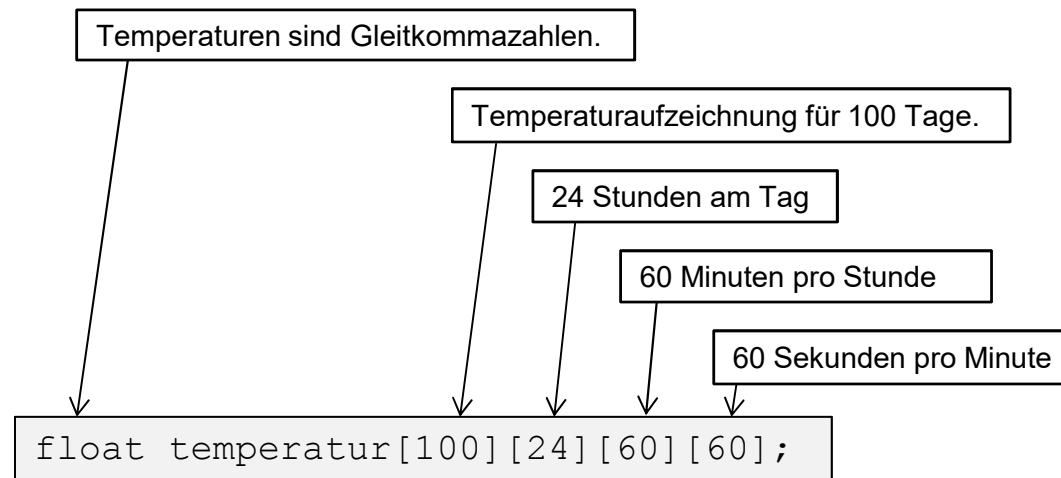 Temperaturen sind Gleitkommazahlen.
Temperaturaufzeichnung für 100 Tage.
24 Stunden am Tag
60 Minuten pro Stunde
60 Sekunden pro Minute
float temperatur[100][24][60][60];